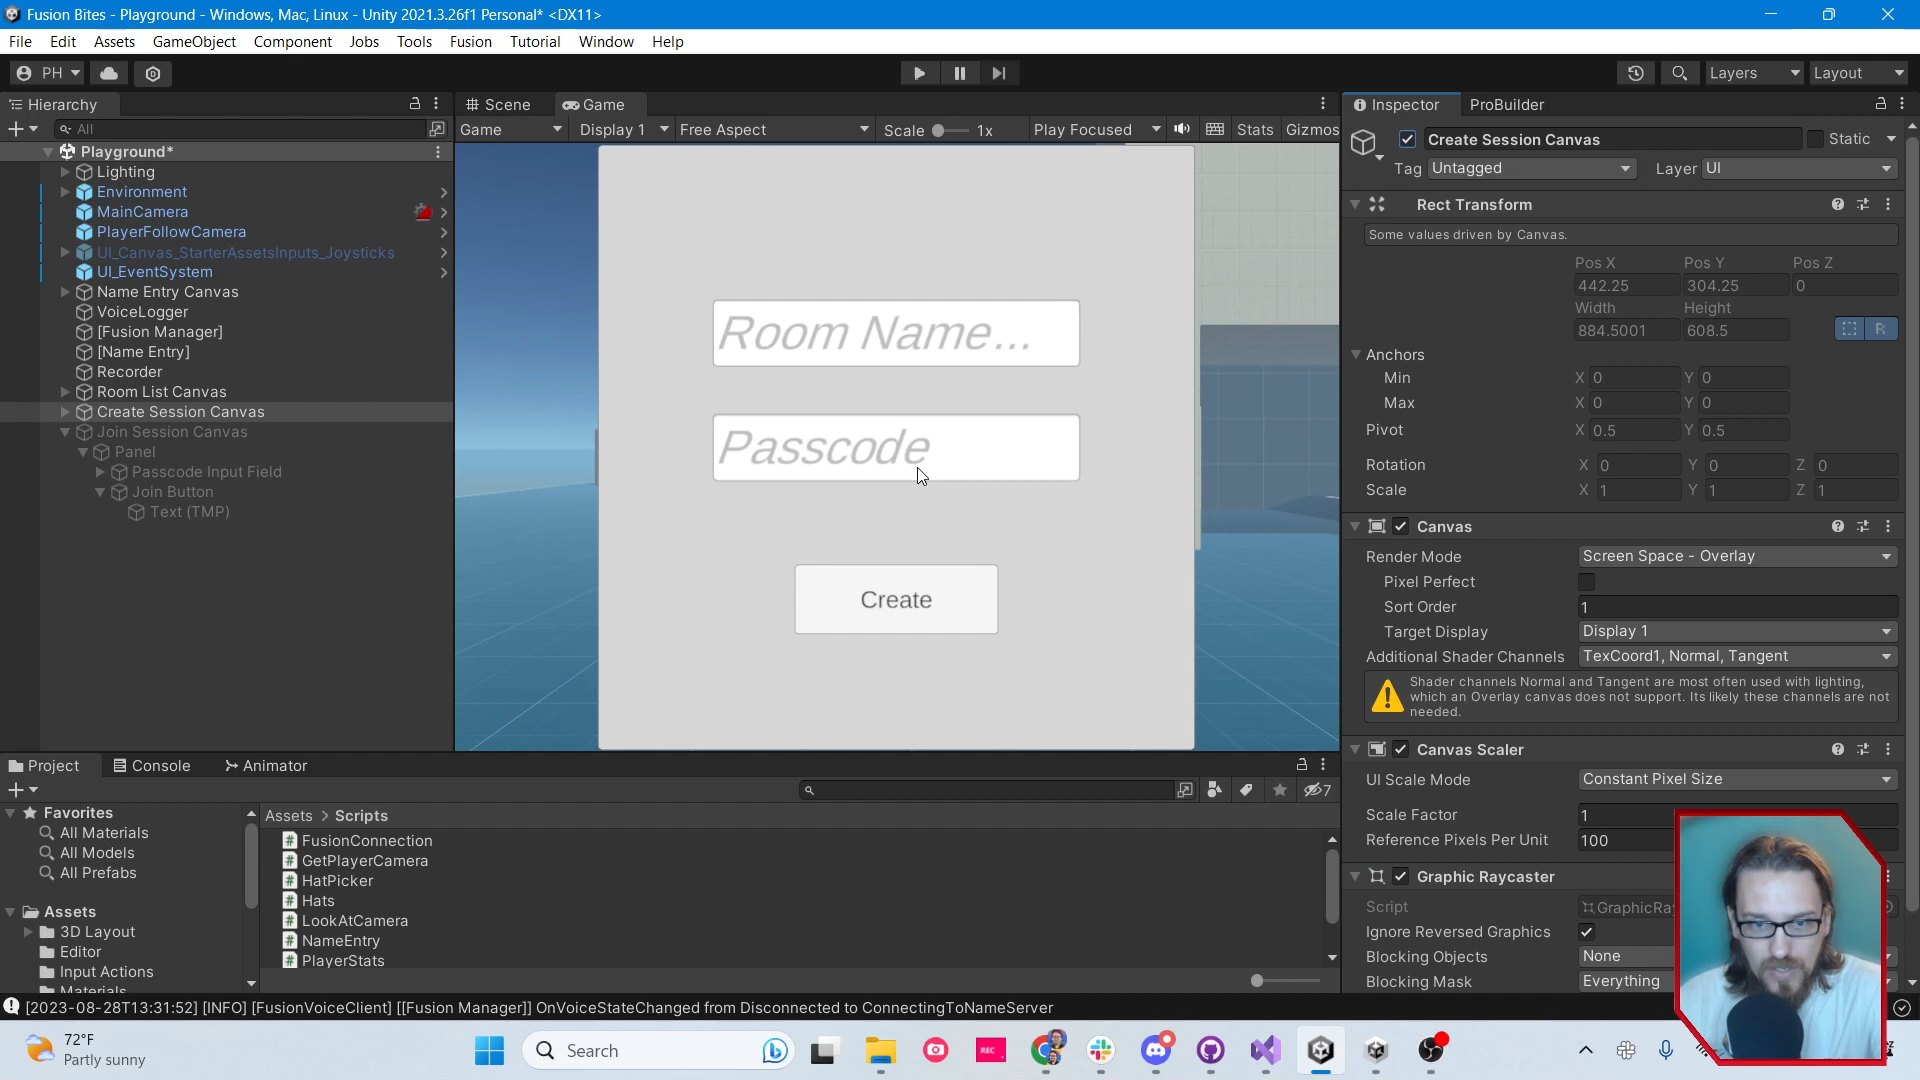 Fusion Bites - Playground - Windows, Mac, Linux - Unity 2021.3.26f1 Personal* <DX11>
File Edit Assets GameObject Component Jobs Tools Fusion Tutorial Window Help
PH Layers Layout
Hierarchy Scene Game Inspector ProBuilder
All Game Display 1 Free Aspect Scale 1x Play Focused Stats Gizmos
Playground*
Lighting
Environment
MainCamera
PlayerFollowCamera
UI_Canvas_StarterAssetsInputs_Joysticks
UI_EventSystem
Name Entry Canvas
VoiceLogger
[Fusion Manager]
[Name Entry]
Recorder
Room List Canvas
Create Session Canvas
Join Session Canvas
Panel
Passcode Input Field
Join Button
Text (TMP)
Room Name...
Passcode
Create
Create Session Canvas Static
Tag Untagged Layer UI
Rect Transform
Some values driven by Canvas.
Pos X Pos Y Pos Z
442.25 304.25 0
Width Height
884.5001 608.5 R
Anchors
Min X 0 Y 0
Max X 0 Y 0
Pivot X 0.5 Y 0.5
Rotation X 0 Y 0 Z 0
Scale X 1 Y 1 Z 1
Canvas
Render Mode Screen Space - Overlay
Pixel Perfect
Sort Order 1
Target Display Display 1
Additional Shader Channels TexCoord1, Normal, Tangent
Shader channels Normal and Tangent are most often used with lighting,
which an Overlay canvas does not support. Its likely these channels are not
needed.
Canvas Scaler
UI Scale Mode Constant Pixel Size
Scale Factor 1
Reference Pixels Per Unit 100
Graphic Raycaster
Script GraphicRa
Ignore Reversed Graphics
Blocking Objects None
Blocking Mask Everything
Project Console Animator
7
Favorites
All Materials
All Models
All Prefabs
Assets
3D Layout
Editor
Input Actions
Materials
Assets > Scripts
FusionConnection
GetPlayerCamera
HatPicker
Hats
LookAtCamera
NameEntry
PlayerStats
[2023-08-28T13:31:52] [INFO] [FusionVoiceClient] [[Fusion Manager]] OnVoiceStateChanged from Disconnected to ConnectingToNameServer
72°F
Partly sunny
Search
REC